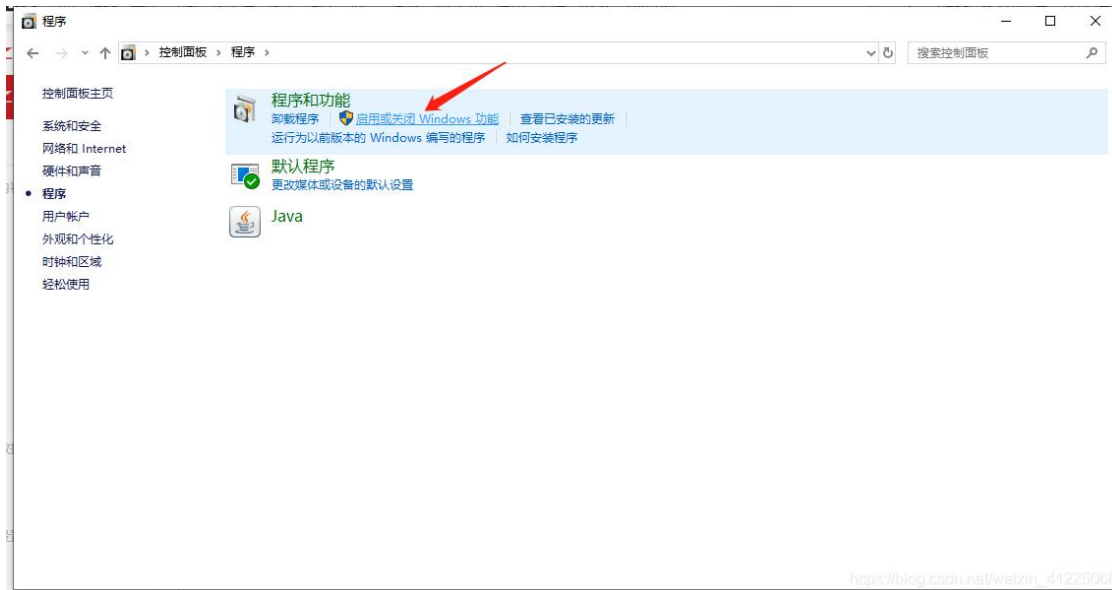 程序
控制面板 › 程序 ›
搜索控制面板
控制面板主页
系统和安全
网络和 Internet
硬件和声音
程序
用户帐户
外观和个性化
时钟和区域
轻松使用
程序和功能
卸载程序 启用或关闭 Windows 功能 查看已安装的更新
运行为以前版本的 Windows 编写的程序 如何安装程序
默认程序
更改媒体或设备的默认设置
Java
https://blog.csdn.net/weixin_4122506